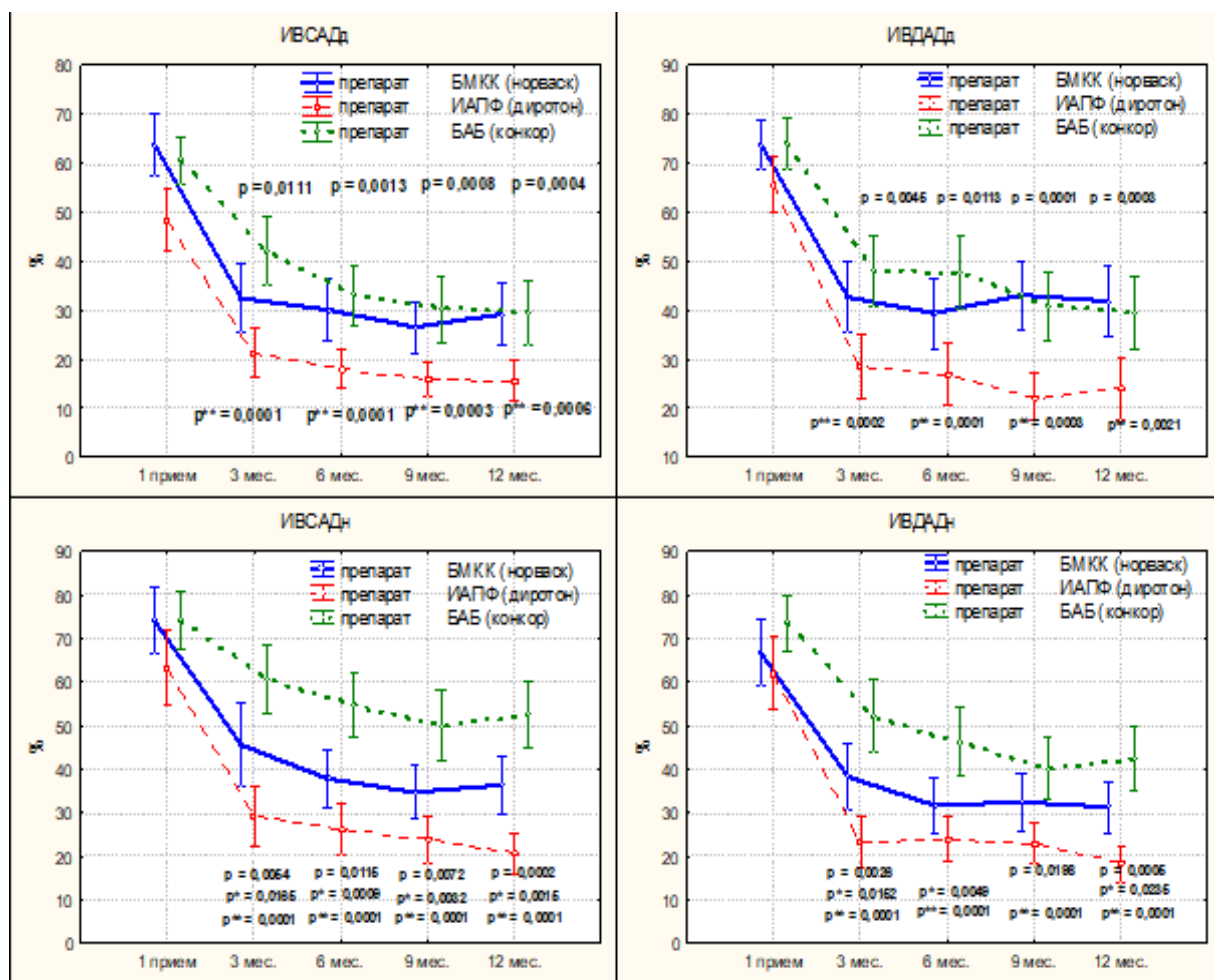 ИВСАДд
80
70
60
50
40
30
20
10
0
%
препарат БМКК (норваск)
препарат ИАПФ (диротон)
препарат БАБ (конкор)
p = 0,0111 p = 0,0013 p = 0,0008 p = 0,0004
p** = 0,0001 p** = 0,0001 p** = 0,0003 p** = 0,0006
1 прием 3 мес. 6 мес. 9 мес. 12 мес.
ИВДАДд
90
80
70
60
50
40
30
20
10
%
препарат БМКК (норваск)
препарат ИАПФ (диротон)
препарат БАБ (конкор)
p = 0,0045 p = 0,0113 p = 0,0001 p = 0,0003
p** = 0,0002 p** = 0,0001 p** = 0,0003 p** = 0,0021
1 прием 3 мес. 6 мес. 9 мес. 12 мес.
ИВСАДн
90
80
70
60
50
40
30
20
10
0
%
препарат БМКК (норваск)
препарат ИАПФ (диротон)
препарат БАБ (конкор)
p = 0,0054 p = 0,0115 p = 0,0072 p = 0,0002
p* = 0,0165 p* = 0,0009 p* = 0,0032 p* = 0,0015
p** = 0,0001 p** = 0,0001 p** = 0,0001 p** = 0,0001
1 прием 3 мес. 6 мес. 9 мес. 12 мес.
ИВДАДн
90
80
70
60
50
40
30
20
10
0
%
препарат БМКК (норваск)
препарат ИАПФ (диротон)
препарат БАБ (конкор)
p = 0,0026 p = 0,0198 p = 0,0005
p* = 0,0152 p* = 0,0049 p* = 0,0235
p** = 0,0001 p** = 0,0001 p** = 0,0001 p** = 0,0001
1 прием 3 мес. 6 мес. 9 мес. 12 мес.